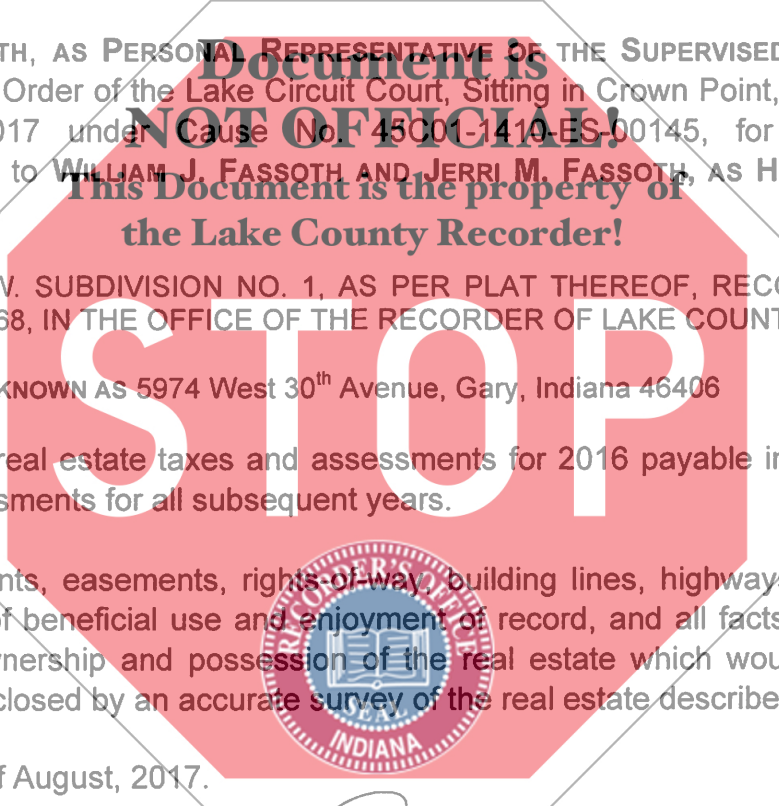 TH, AS PERSONAL REPRESENTATIVE OF THE SUPERVISED
Document is
Order of the Lake Circuit Court, Sitting in Crown Point,
NOT OFFICIAL!
017 under Cause No. 45C01-1410-ES-00145, for
to WILLIAM J. FASSOTH AND JERRI M. FASSOTH, AS H
This Document is the property of
the Lake County Recorder!
W. SUBDIVISION NO. 1, AS PER PLAT THEREOF, RECO
68, IN THE OFFICE OF THE RECORDER OF LAKE COUNT
STOP
KNOWN AS 5974 West 30th Avenue, Gary, Indiana 46406
real estate taxes and assessments for 2016 payable in
sments for all subsequent years.
nts, easements, rights-of-way, building lines, highways
f beneficial use and enjoyment of record, and all facts
wnership and possession of the real estate which wou
closed by an accurate survey of the real estate describe
RECORDER'S OFFICE
SEAL
INDIANA
f August, 2017.